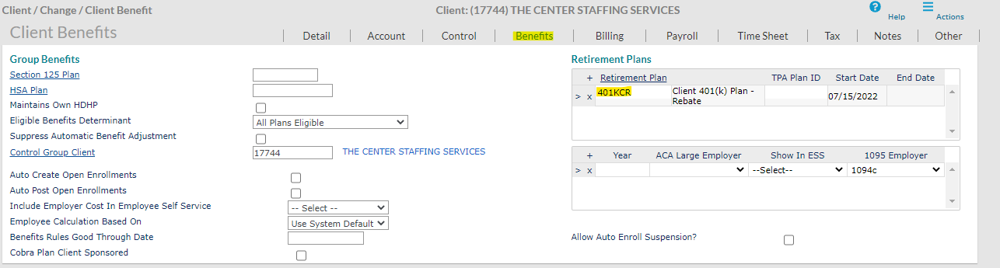 Client / Change / Client Benefit
Client: (17744) THE CENTER STAFFING SERVICES
? Help
Actions
Client Benefits
Detail | Account | Control | Benefits | Billing | Payroll | Time Sheet | Tax | Notes | Other
Group Benefits
Section 125 Plan
HSA Plan
Maintains Own HDHP
Eligible Benefits Determinant All Plans Eligible
Suppress Automatic Benefit Adjustment
Control Group Client 17744 THE CENTER STAFFING SERVICES
Auto Create Open Enrollments
Auto Post Open Enrollments
Include Employer Cost In Employee Self Service -- Select --
Employee Calculation Based On Use System Default
Benefits Rules Good Through Date
Cobra Plan Client Sponsored
Retirement Plans
+ Retirement Plan TPA Plan ID Start Date End Date
> x 401KCR Client 401(k) Plan - 07/15/2022
Rebate
+ Year ACA Large Employer Show In ESS 1095 Employer
> x --Select-- 1094c
Allow Auto Enroll Suspension?